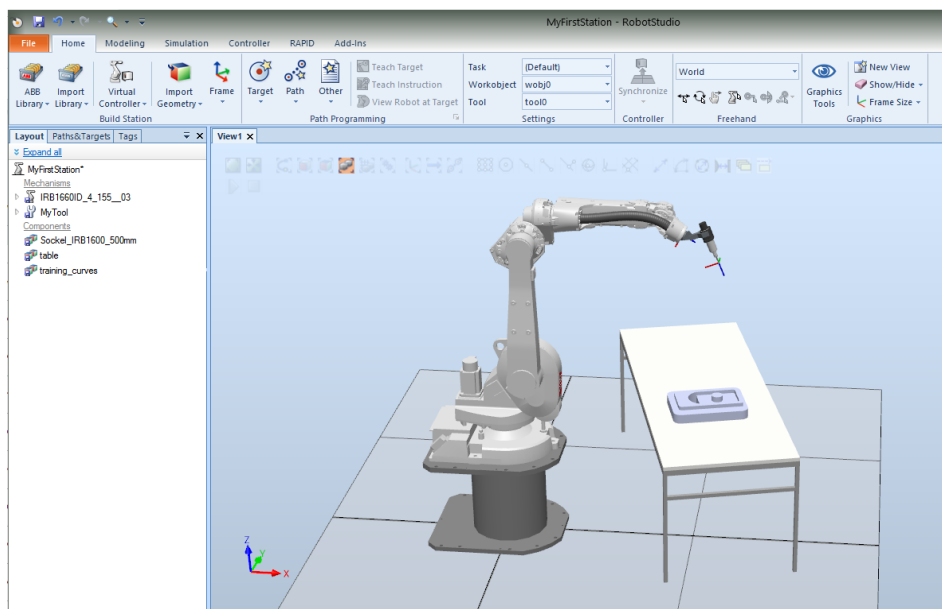 MyFirstStation - RobotStudio
File Home Modeling Simulation Controller RAPID Add-Ins
ABB Library Import Library Virtual Controller Import Geometry Frame
Build Station
Target Path Other
Teach Target
Teach Instruction
View Robot at Target
Path Programming
Task (Default)
Workobject wobj0
Tool tool0
Settings
Synchronize
Controller
World
Freehand
Graphics Tools
New View
Show/Hide
Frame Size
Graphics
Layout Paths&Targets Tags
View1
Expand all
MyFirstStation*
Mechanisms
IRB1660ID_4_155__03
MyTool
Components
Sockel_IRB1600_500mm
table
training_curves
Z
Y
X